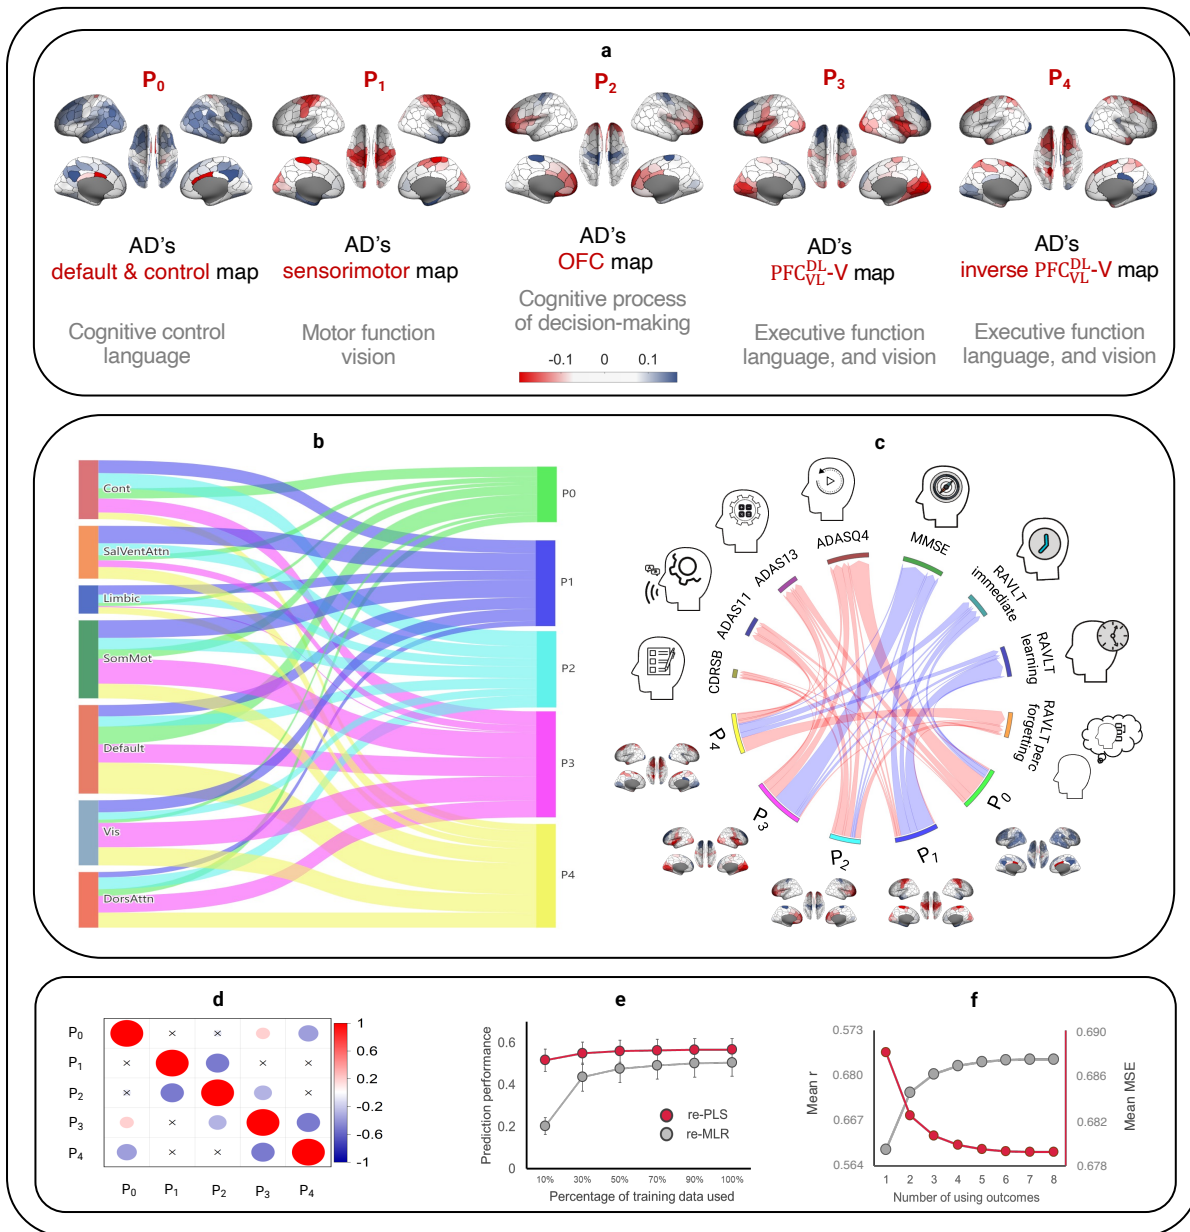 a
P0 P1 P2 P3 P4
AD's
default & control map
Cognitive control
language
AD's
sensorimotor map
Motor function
vision
AD's
OFC map
Cognitive process
of decision-making
-0.1 0 0.1
AD's
PFC^DL_VL-V map
Executive function
language, and vision
AD's
inverse PFC^DL_VL-V map
Executive function
language, and vision
b
Cont
SalVentAttn
Limbic
SomMot
Default
Vis
DorsAttn
P0
P1
P2
P3
P4
c
CDRSB
ADAS11
ADAS13
ADASQ4
MMSE
RAVLT
immediate
RAVLT
learning
RAVLT perc
forgetting
P4
P3
P2
P1
P0
d
P0
P1
P2
P3
P4
P0 P1 P2 P3 P4
1
0.6
0.2
-0.2
-0.6
-1
e
Prediction performance
0.6
0.4
0.2
0
re-PLS
re-MLR
10% 30% 50% 70% 90% 100%
Percentage of training data used
f
Mean r
0.573
0.680
0.667
0.564
0.690
0.686
0.682
0.678
Mean MSE
1 2 3 4 5 6 7 8
Number of using outcomes